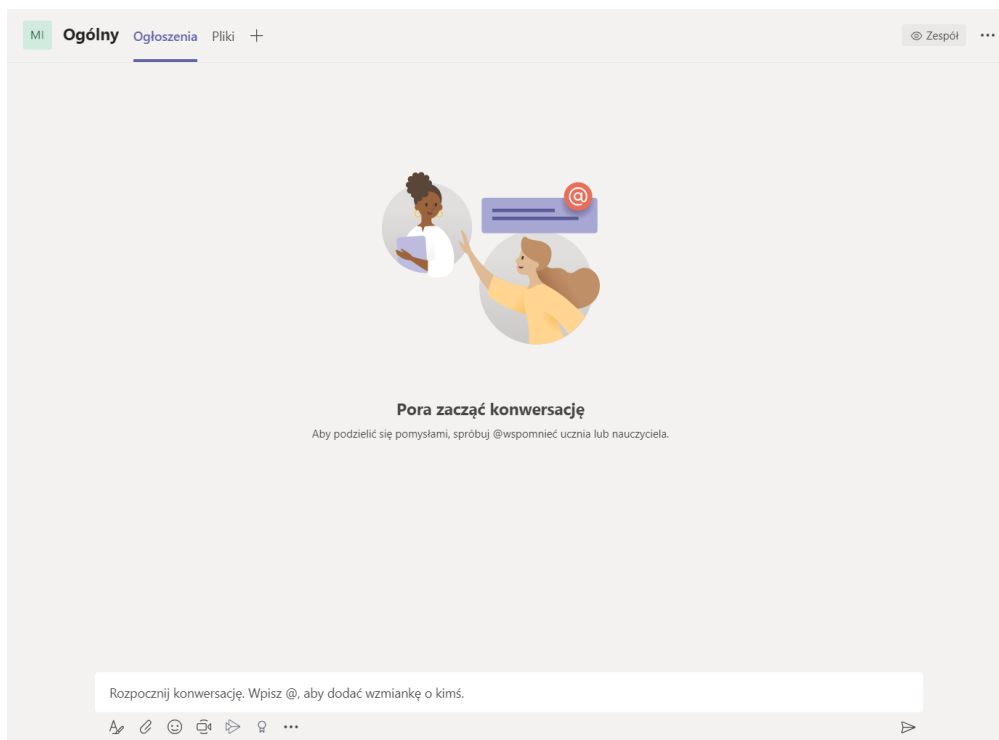 MI Ogólny Ogłoszenia Pliki Zespół
@
Pora zacząć konwersację
Aby podzielić się pomysłami, spróbuj @wspomnieć ucznia lub nauczyciela.
Rozpocznij konwersację. Wpisz @, aby dodać wzmiankę o kimś.